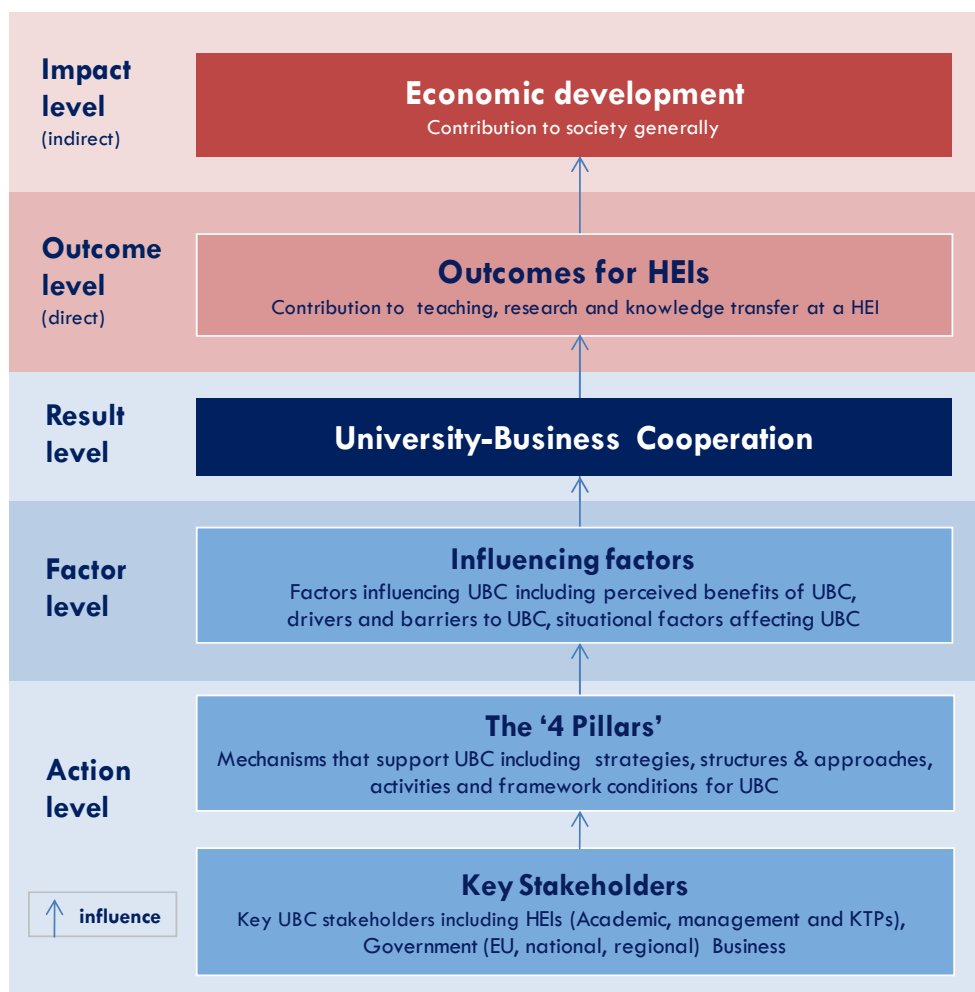 Impact
level
(indirect)
Economic development
Contribution to society generally
Outcome
level
(direct)
Outcomes for HEIs
Contribution to teaching, research and knowledge transfer at a HEI
Result
level
University-Business Cooperation
Factor
level
Influencing factors
Factors influencing UBC including perceived benefits of UBC,
drivers and barriers to UBC, situational factors affecting UBC
Action
level
The ‘4 Pillars’
Mechanisms that support UBC including strategies, structures & approaches,
activities and framework conditions for UBC
Key Stakeholders
Key UBC stakeholders including HEIs (Academic, management and KTPs),
Government (EU, national, regional) Business
influence